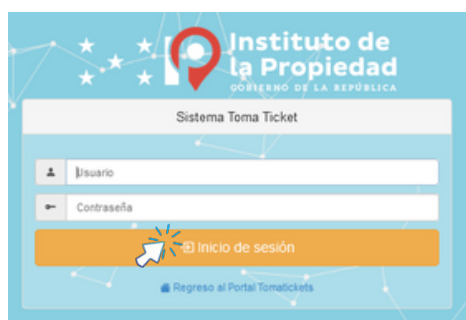 Instituto de
la Propiedad
GOBIERNO DE LA REPÚBLICA
Sistema Toma Ticket
Usuario
Contraseña
Inicio de sesión
Regreso al Portal Tomatickets